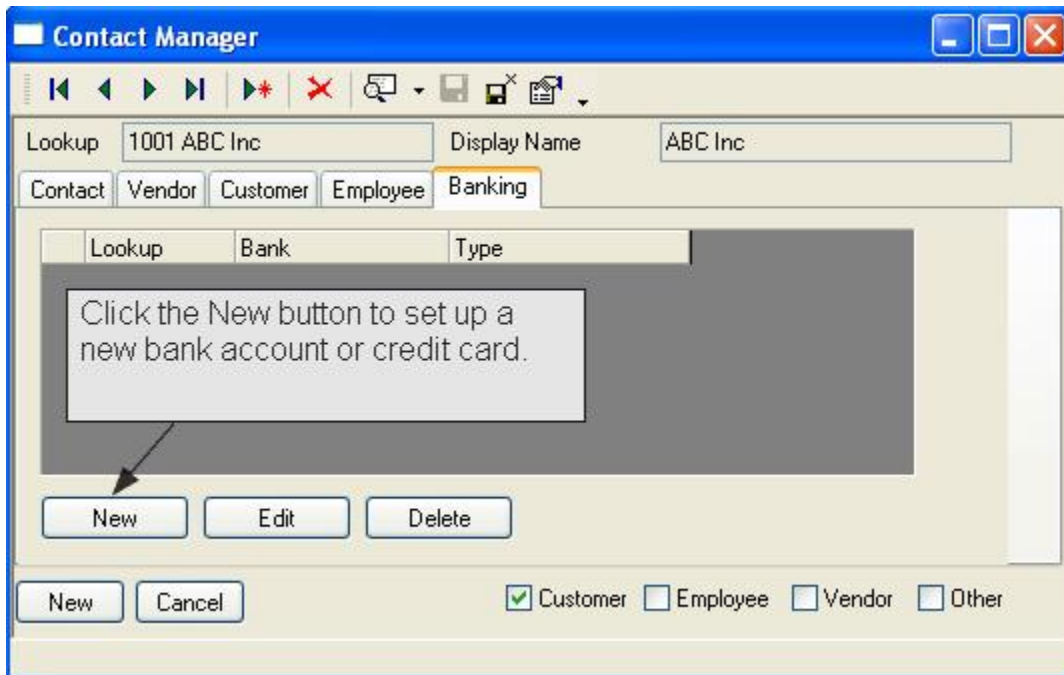 Contact Manager
Lookup 1001 ABC Inc Display Name ABC Inc
Contact Vendor Customer Employee Banking
Lookup Bank Type
Click the New button to set up a
new bank account or credit card.
New Edit Delete
New Cancel Customer Employee Vendor Other